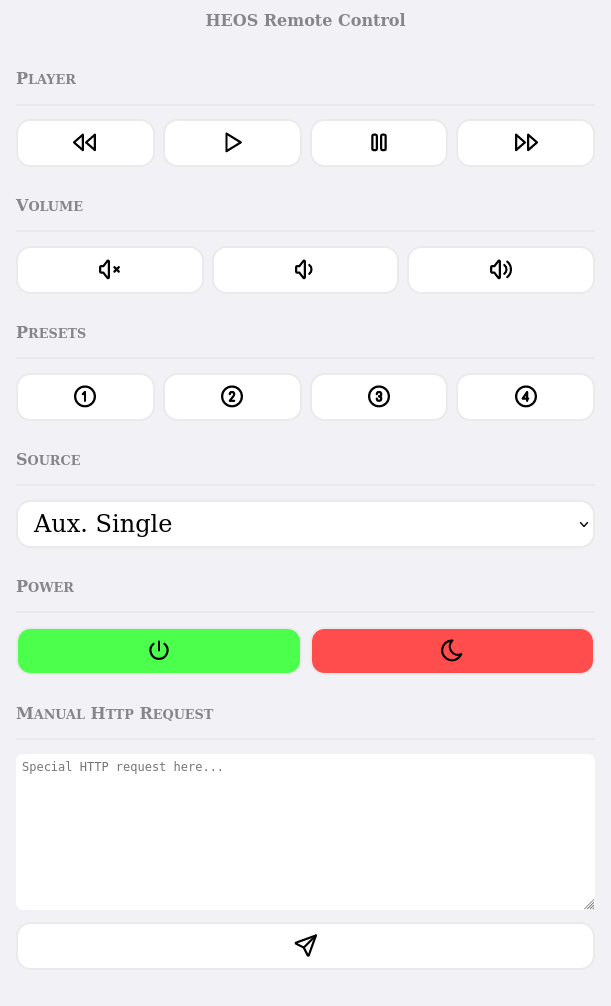 HEOS Remote Control
Player
Volume
Presets
1 2 3 4
Source
Aux. Single
Power
Manual Http Request
Special HTTP request here...